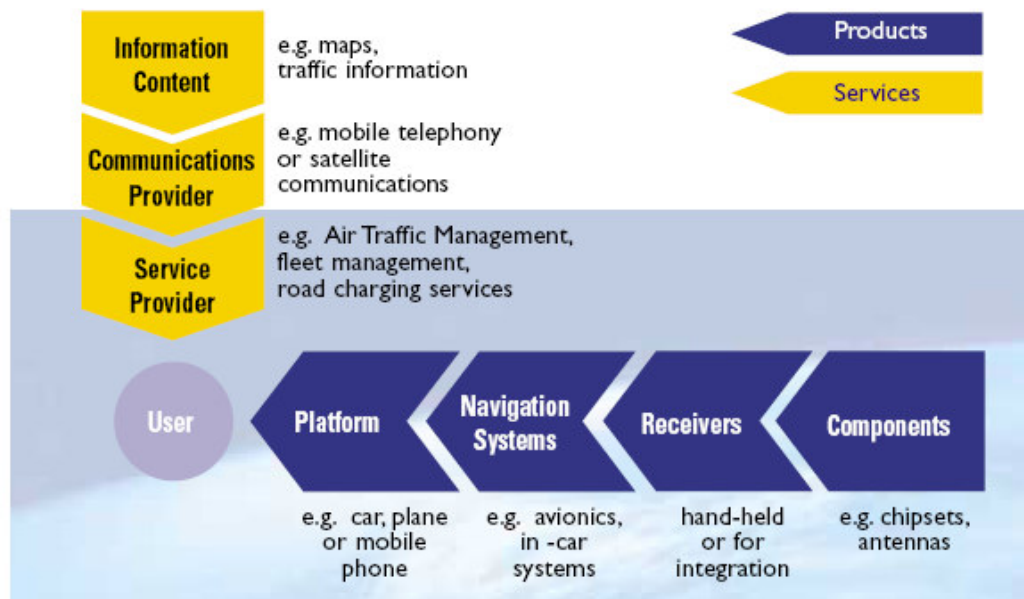 Information
Content
e.g. maps,
traffic information
Products
Services
Communications
Provider
e.g. mobile telephony
or satellite
communications
Service
Provider
e.g. Air Traffic Management,
fleet management,
road charging services
User
Platform
Navigation
Systems
Receivers
Components
e.g. car, plane
or mobile
phone
e.g. avionics,
in -car
systems
hand-held
or for
integration
e.g. chipsets,
antennas